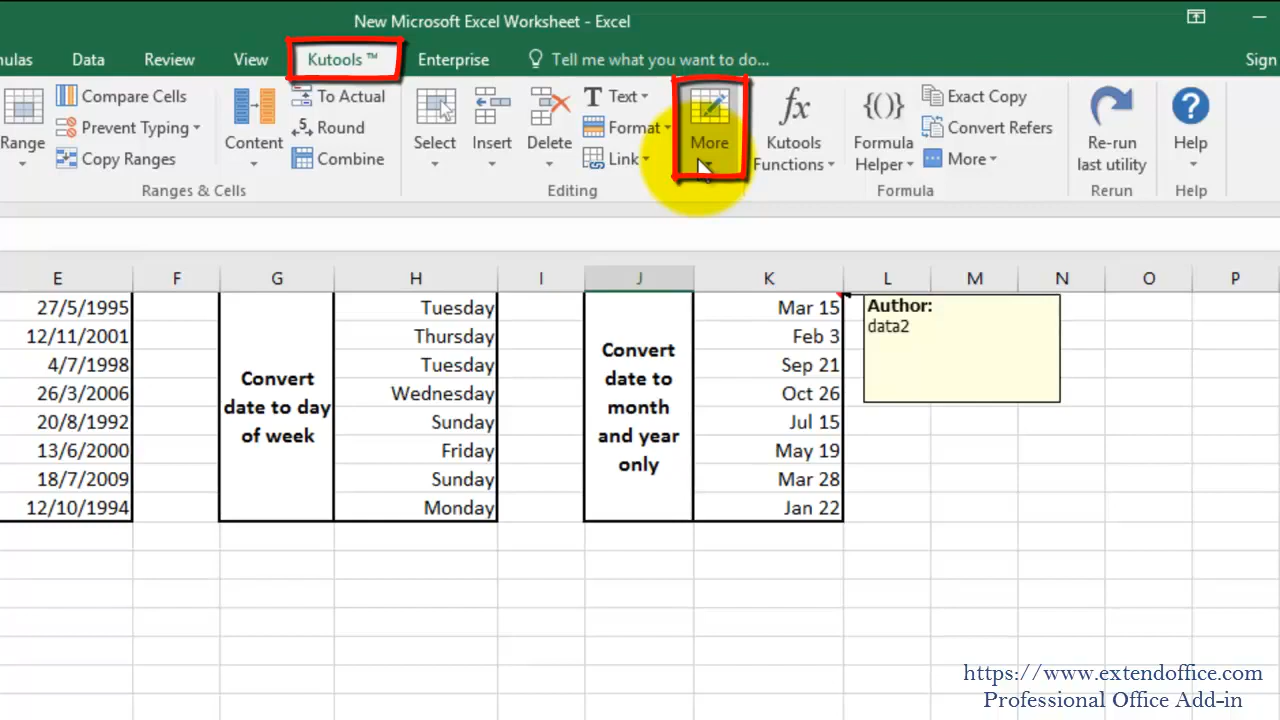 New Microsoft Excel Worksheet - Excel
ulas Data Review View Kutools ™ Enterprise Tell me what you want to do... Sign
Range
Compare Cells
Prevent Typing
Copy Ranges
Content
To Actual
Round
Combine
Ranges & Cells
Select
Insert
Delete
Text
Format
Link
More
Editing
Kutools
Functions
Formula
Helper
Exact Copy
Convert Refers
More
Formula
Re-run
last utility
Rerun
Help
Help
E F G H I J K L M N O P
27/5/1995 Tuesday Mar 15
12/11/2001 Thursday Feb 3
4/7/1998 Tuesday Sep 21
26/3/2006 Wednesday Oct 26
20/8/1992 Sunday Jul 15
13/6/2000 Friday May 19
18/7/2009 Sunday Mar 28
12/10/1994 Monday Jan 22
Convert
date to day
of week
Convert
date to
month
and year
only
Author:
data2
https://www.extendoffice.com
Professional Office Add-in